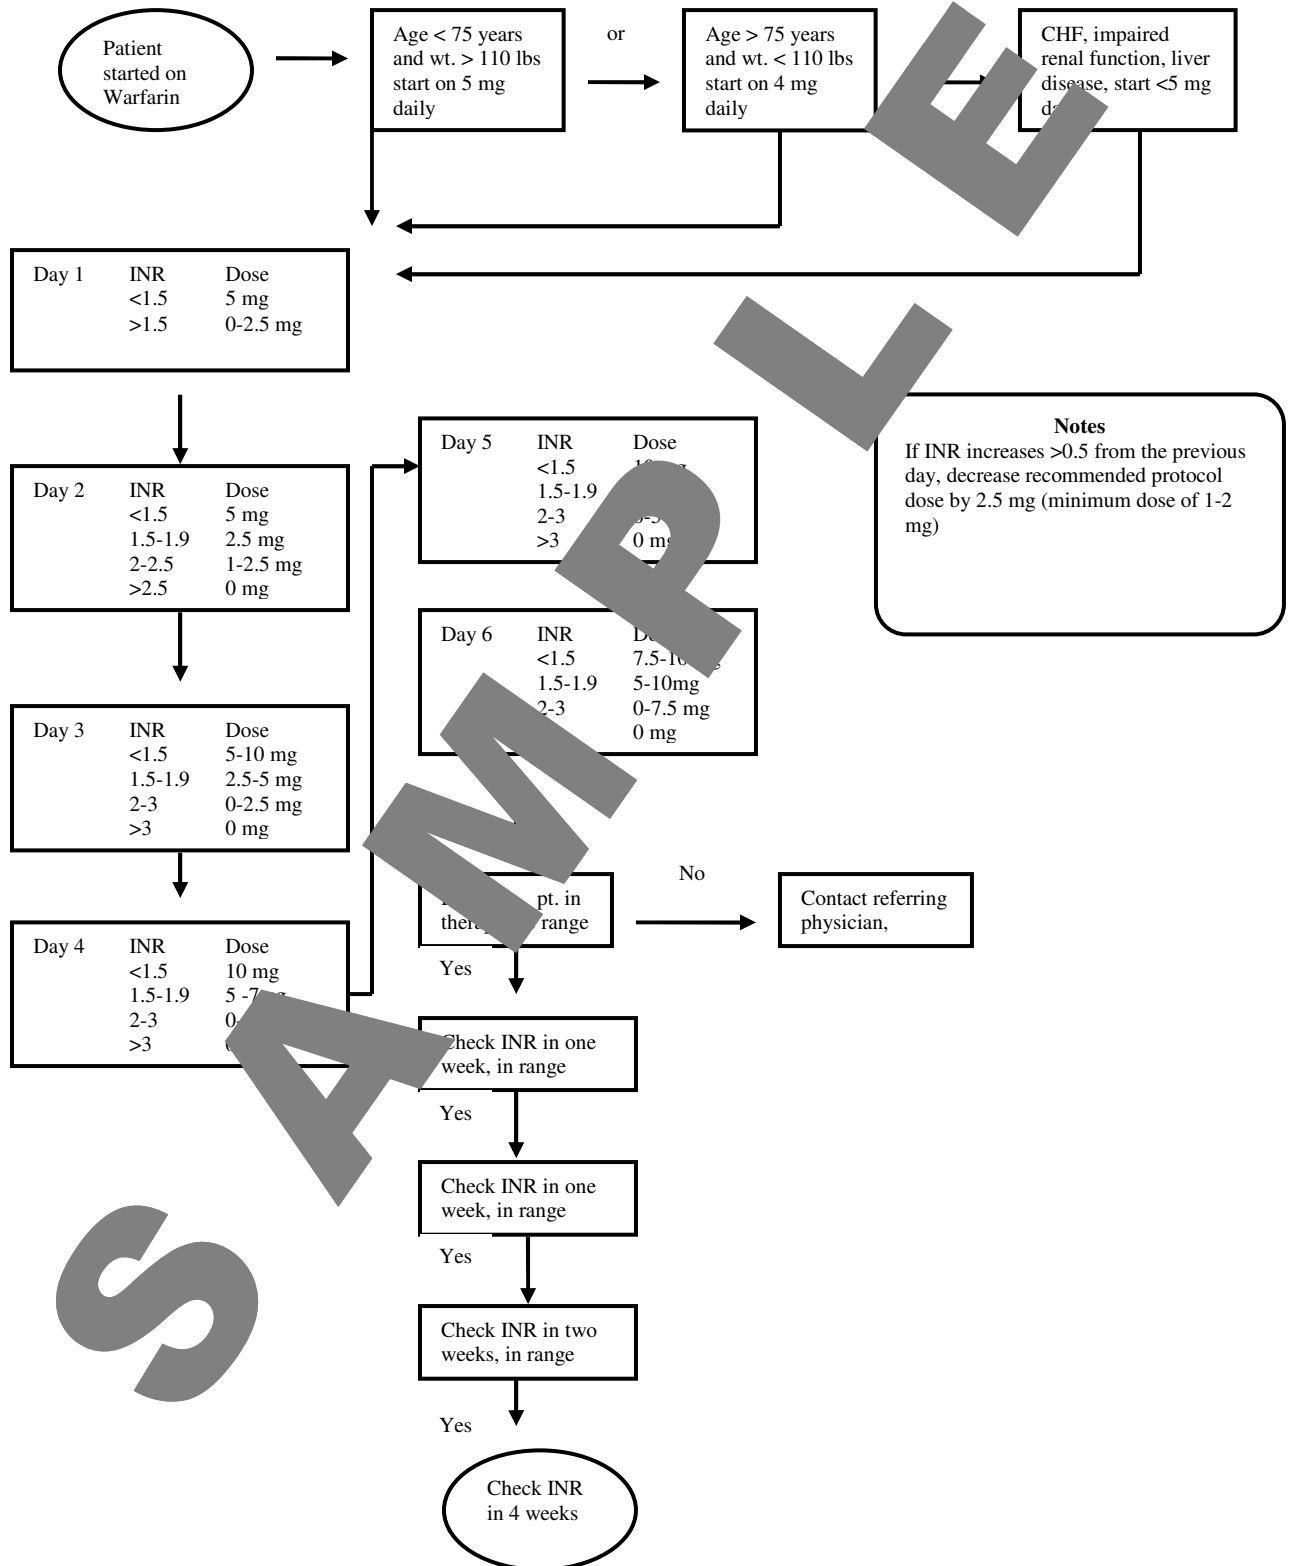 Patient
started on
Warfarin
Age < 75 years
and wt. > 110 lbs
start on 5 mg
daily
or
Age > 75 years
and wt. < 110 lbs
start on 4 mg
daily
CHF, impaired
renal function, liver
disease, start <5 mg
Day 1 INR Dose
<1.5 5 mg
>1.5 0-2.5 mg
Day 2 INR Dose
<1.5 5 mg
1.5-1.9 2.5 mg
2-2.5 1-2.5 mg
>2.5 0 mg
Day 3 INR Dose
<1.5 5-10 mg
1.5-1.9 2.5-5 mg
2-3 0-2.5 mg
>3 0 mg
Day 4 INR Dose
<1.5 10 mg
1.5-1.9
2-3
>3
Day 5 INR Dose
<1.5
1.5-1.9
2-3
>3 0 mg
Day 6 INR
<1.5
1.5-1.9 5-10mg
2-3 0-7.5 mg
0 mg
Notes
If INR increases >0.5 from the previous
day, decrease recommended protocol
dose by 2.5 mg (minimum dose of 1-2
mg)
pt. in
range
No
Contact referring
physician,
Yes
Check INR in one
week, in range
Yes
Check INR in one
week, in range
Yes
Check INR in two
weeks, in range
Yes
Check INR
in 4 weeks
SAMPLE